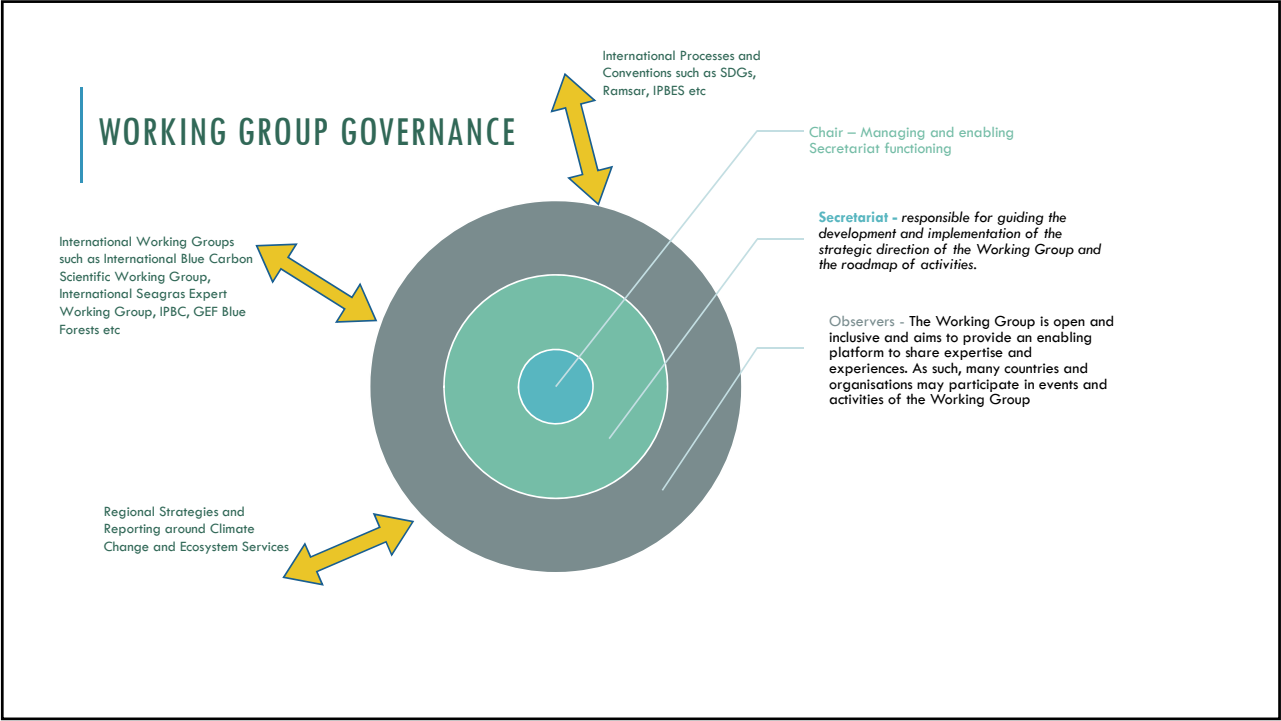 International Processes and
Conventions such as SDGs,
Ramsar, IPBES etc
WORKING GROUP GOVERNANCE
Chair – Managing and enabling
Secretariat functioning
Secretariat - responsible for guiding the
development and implementation of the
strategic direction of the Working Group and
the roadmap of activities.
International Working Groups
such as International Blue Carbon
Scientific Working Group,
International Seagras Expert
Working Group, IPBC, GEF Blue
Forests etc
Observers - The Working Group is open and
inclusive and aims to provide an enabling
platform to share expertise and
experiences. As such, many countries and
organisations may participate in events and
activities of the Working Group
Regional Strategies and
Reporting around Climate
Change and Ecosystem Services